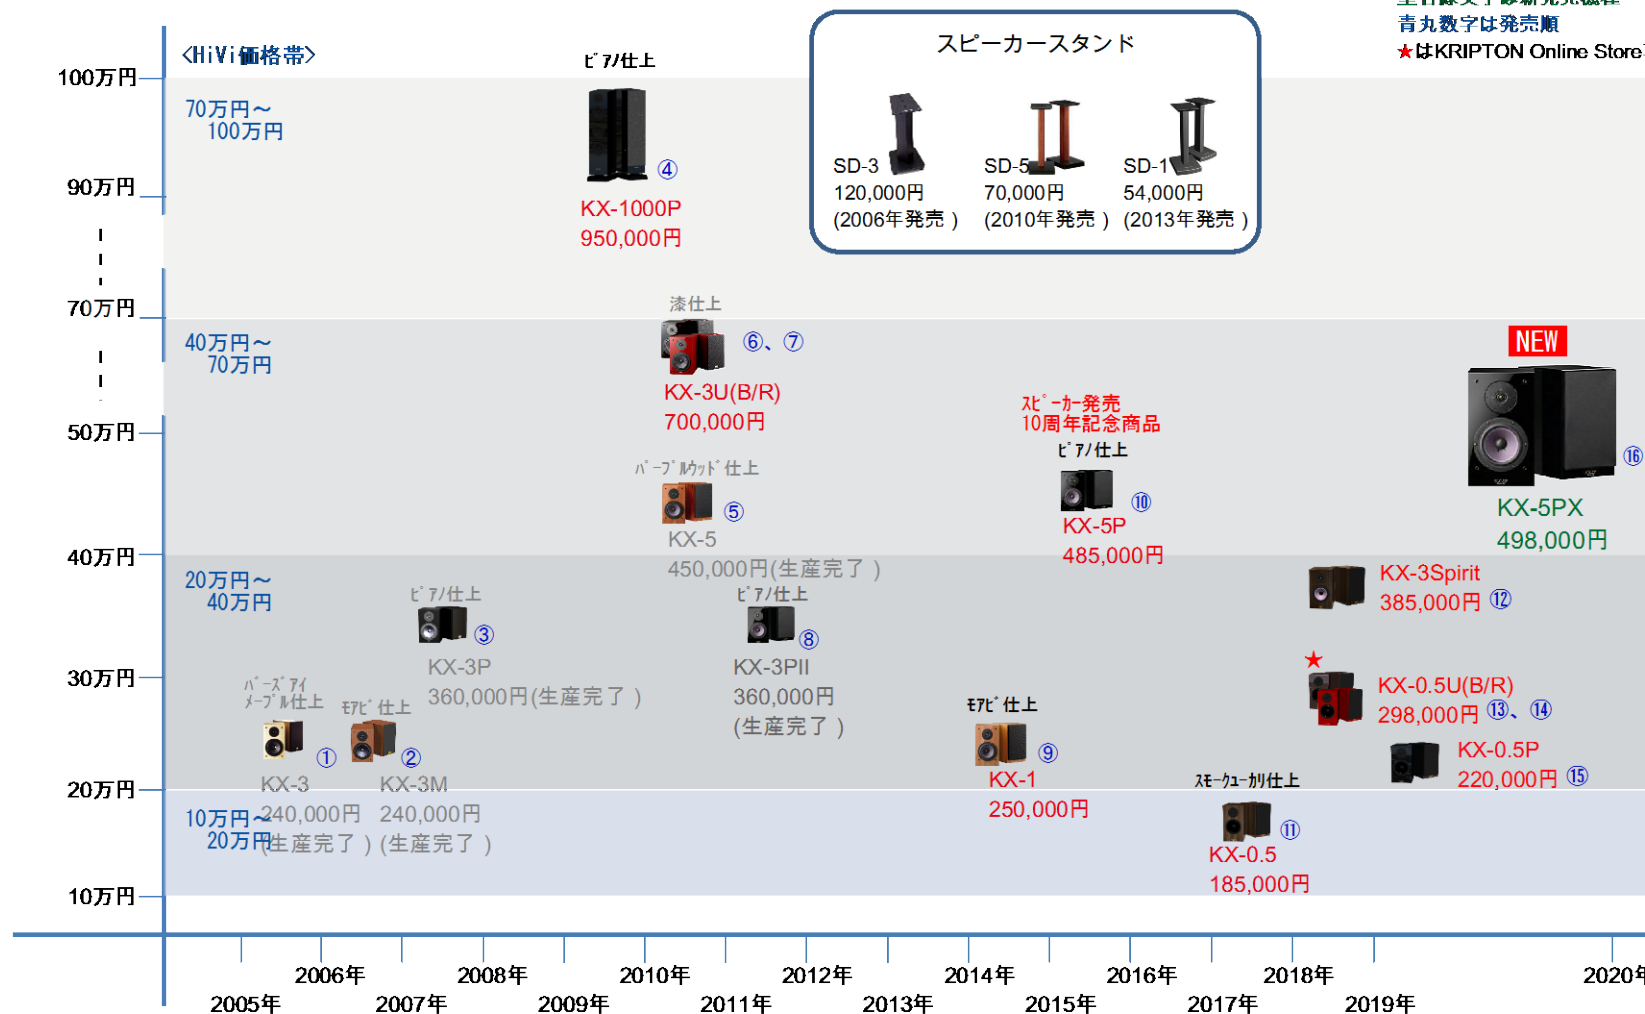 青丸数字は発売順
★はKRIPTON Online Store
<HiVi価格帯>
100万円
90万円
70万円
50万円
40万円
30万円
20万円
10万円
70万円～
100万円
40万円～
70万円
20万円～
40万円
10万円～
20万円
スピーカースタンド
SD-3
120,000円
(2006年発売 )
SD-5
70,000円
(2010年発売 )
SD-1
54,000円
(2013年発売 )
ﾋﾟｱﾉ仕上
④
KX-1000P
950,000円
漆仕上
⑥、⑦
KX-3U(B/R)
700,000円
ﾊﾟｰﾌﾟﾙｳｯﾄﾞ仕上
⑤
KX-5
450,000円(生産完了 )
ｽﾋﾟｰｶｰ発売
10周年記念商品
ﾋﾟｱﾉ仕上
⑩
KX-5P
485,000円
NEW
⑯
KX-5PX
498,000円
ﾋﾟｱﾉ仕上
③
KX-3P
360,000円(生産完了 )
ﾋﾟｱﾉ仕上
⑧
KX-3PII
360,000円
(生産完了 )
KX-3Spirit
385,000円 ⑫
★
KX-0.5U(B/R)
298,000円 ⑬、⑭
KX-0.5P
220,000円 ⑮
ﾊﾞｰｽﾞｱｲ
ﾒｰﾌﾟﾙ仕上
①
KX-3
240,000円
(生産完了 )
ﾓｱﾋﾞ仕上
②
KX-3M
240,000円
(生産完了 )
ﾓｱﾋﾞ仕上
⑨
KX-1
250,000円
ｽﾓｰｸﾕｰｶﾘ仕上
⑪
KX-0.5
185,000円
2005年
2006年
2007年
2008年
2009年
2010年
2011年
2012年
2013年
2014年
2015年
2016年
2017年
2018年
2019年
2020年